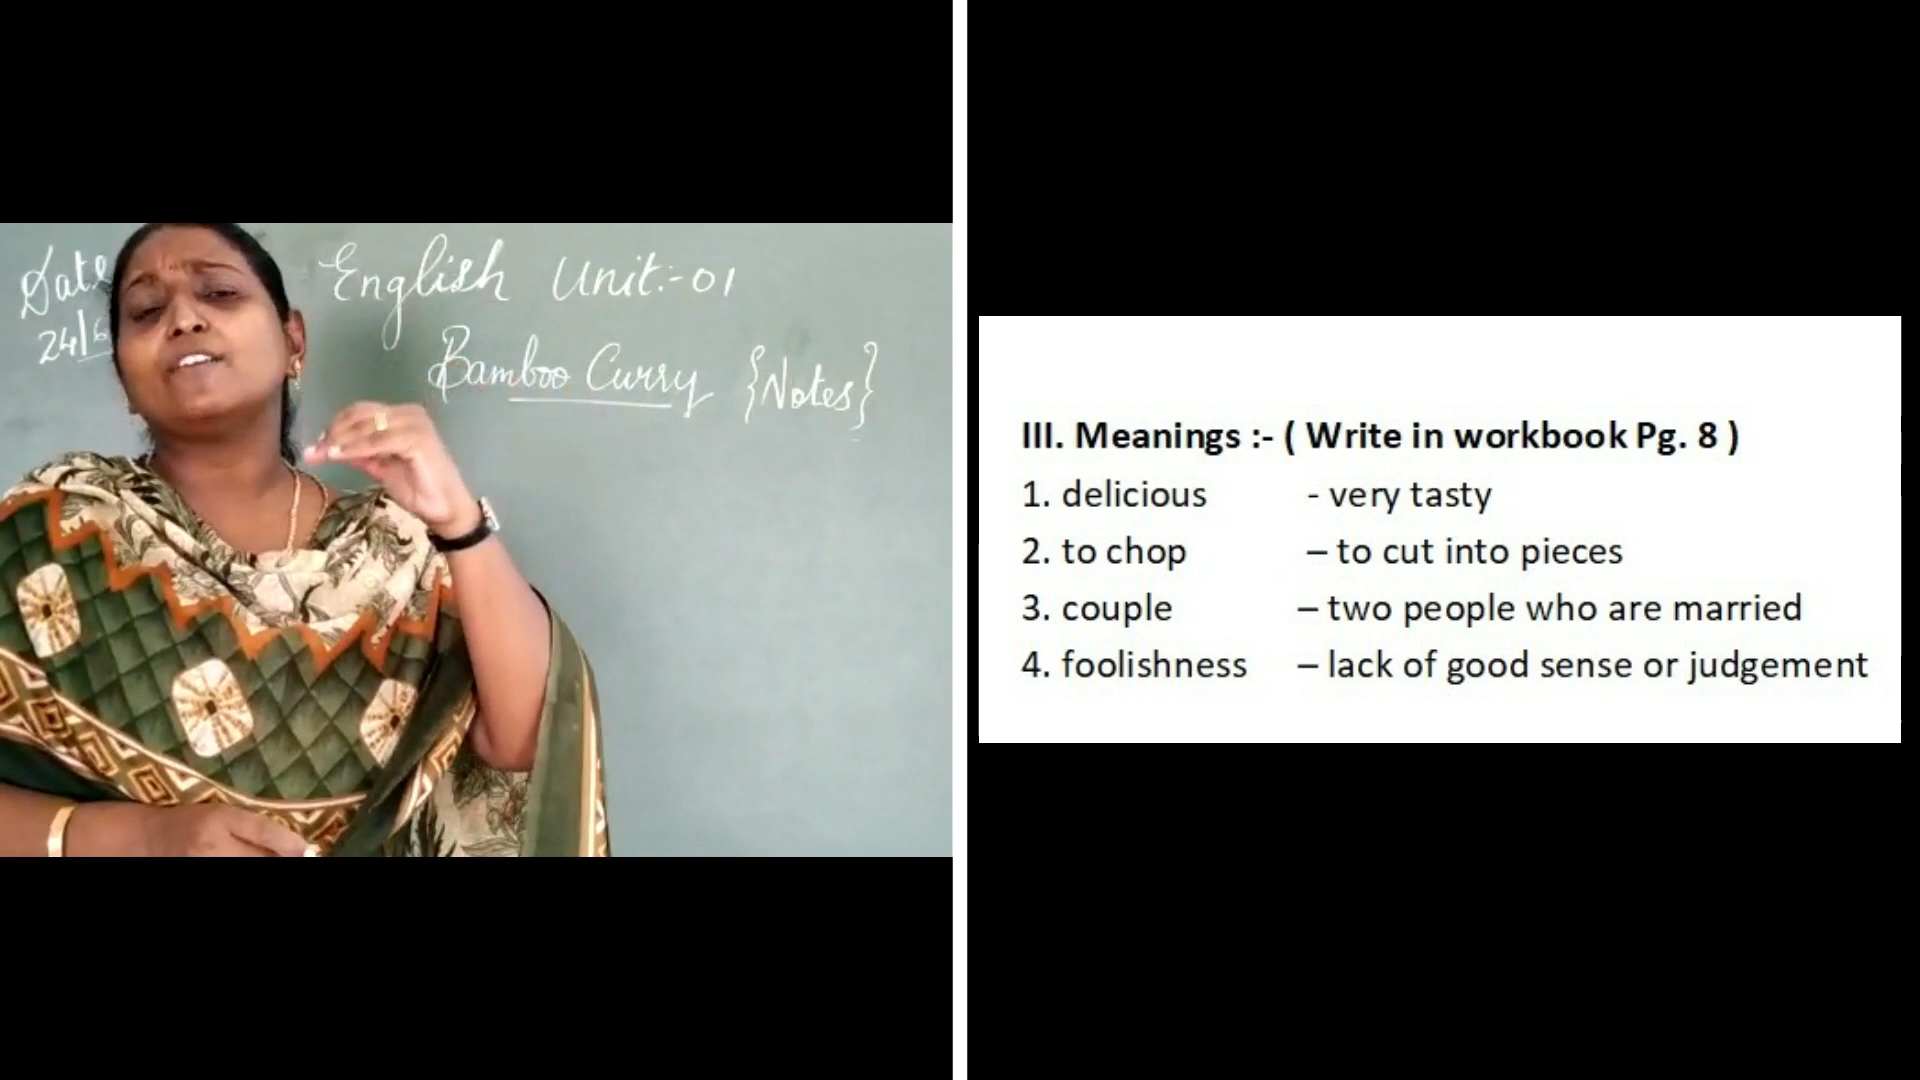 Date
24/6
English Unit:-01
Bamboo Curry {Notes}
III. Meanings :- ( Write in workbook Pg. 8 )
1. delicious - very tasty
2. to chop – to cut into pieces
3. couple – two people who are married
4. foolishness – lack of good sense or judgement